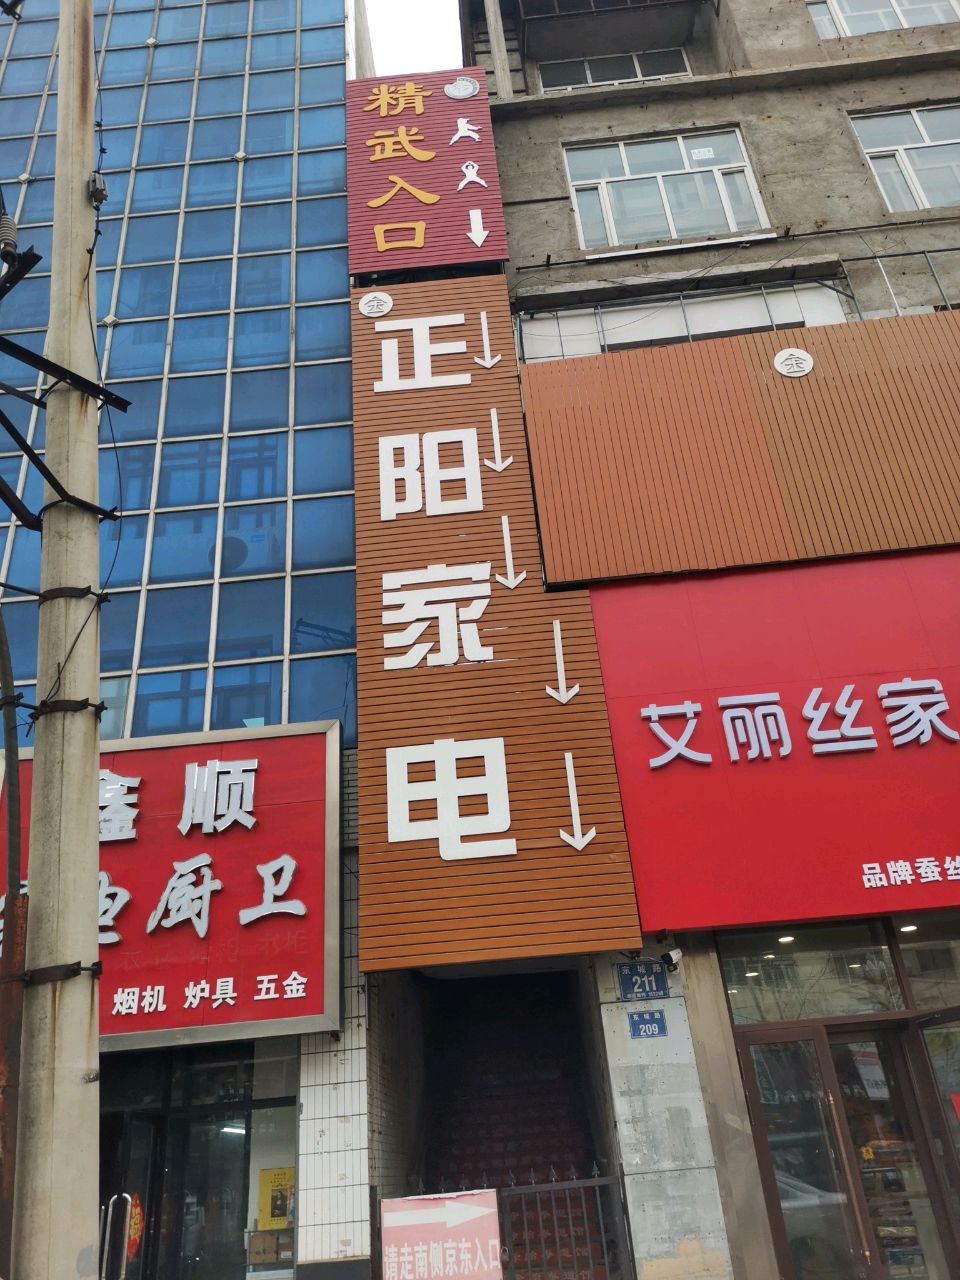 精武入口
金
正阳家电
金
艾丽丝家
品牌蚕丝
鑫顺
厨卫
烟机 炉具 五金
东城路
211
东城路
209
请走南侧京东入口